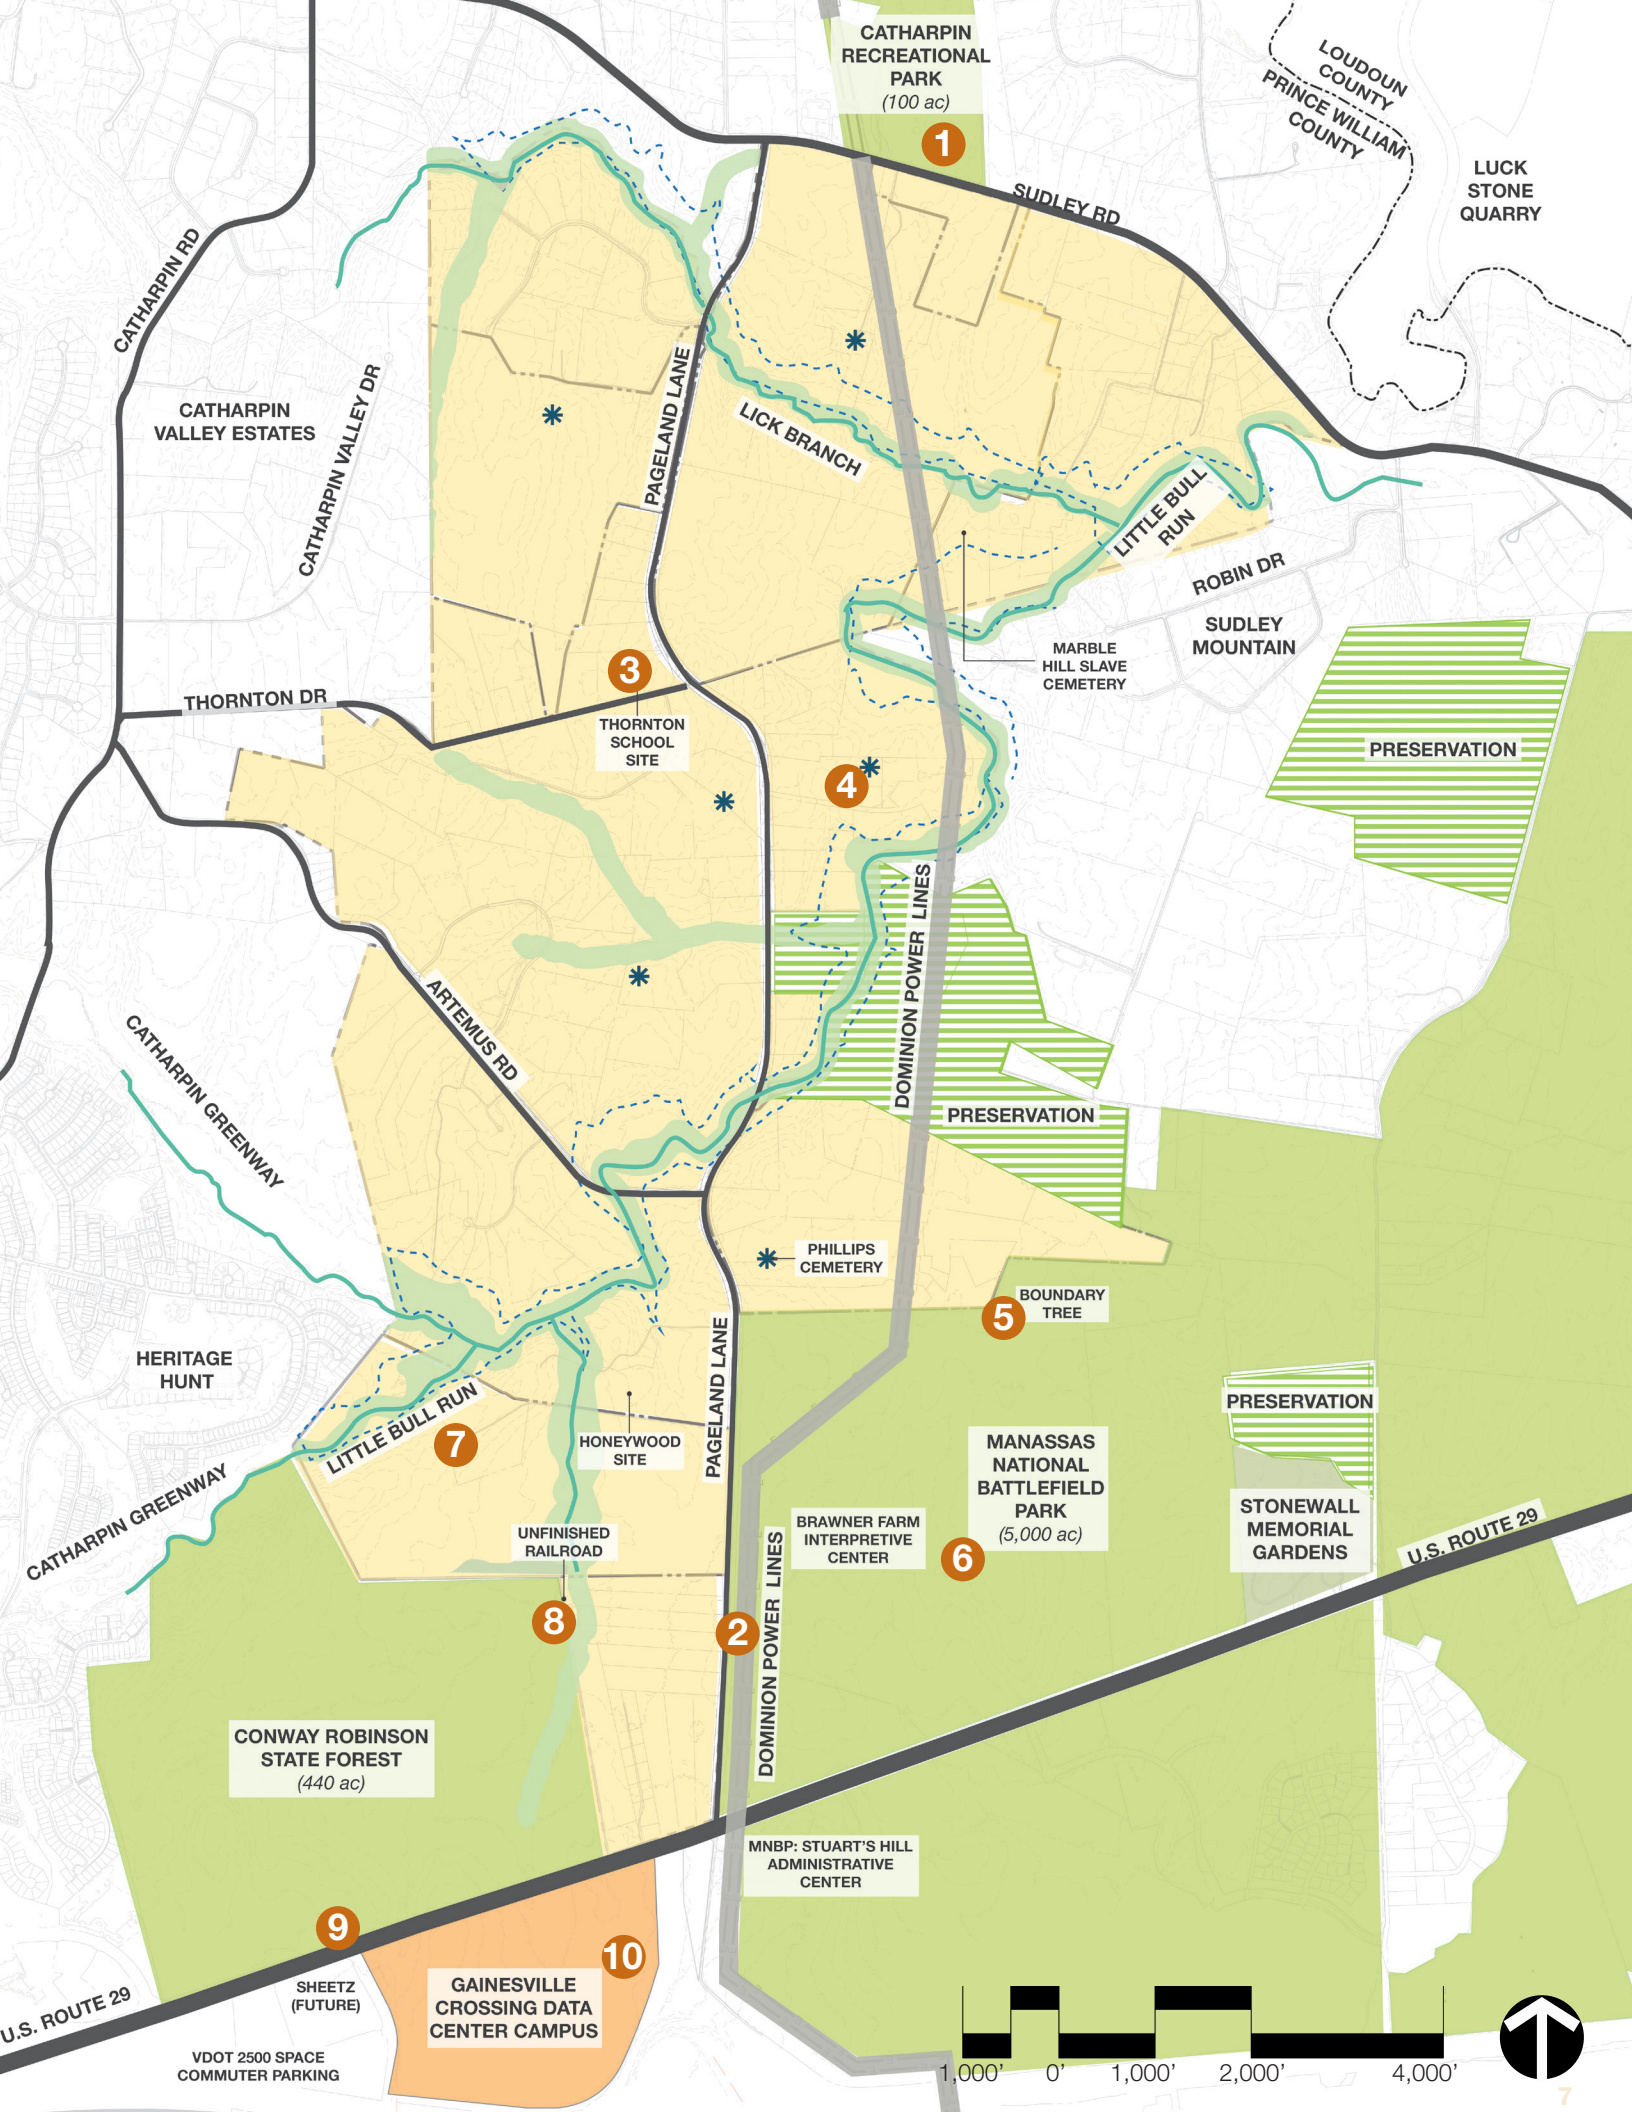 CATHARPIN
RECREATIONAL
PARK
(100 ac)
1
LOUDOUN
COUNTY
PRINCE WILLIAM
COUNTY
LUCK
STONE
QUARRY
SUDLEY RD
CATHARPIN RD
CATHARPIN
VALLEY ESTATES
CATHARPIN VALLEY DR
PAGELAND LANE
LICK BRANCH
LITTLE BULL
RUN
ROBIN DR
SUDLEY
MOUNTAIN
MARBLE
HILL SLAVE
CEMETERY
3
THORNTON DR
THORNTON
SCHOOL
SITE
4
PRESERVATION
DOMINION POWER LINES
ARTEMUS RD
CATHARPIN GREENWAY
PRESERVATION
PHILLIPS
CEMETERY
5
BOUNDARY
TREE
HERITAGE
HUNT
PAGELAND LANE
LITTLE BULL RUN
7
HONEYWOOD
SITE
PRESERVATION
MANASSAS
NATIONAL
BATTLEFIELD
PARK
(5,000 ac)
CATHARPIN GREENWAY
UNFINISHED
RAILROAD
BRAWNER FARM
INTERPRETIVE
CENTER
6
STONEWALL
MEMORIAL
GARDENS
U.S. ROUTE 29
8
2
DOMINION POWER LINES
CONWAY ROBINSON
STATE FOREST
(440 ac)
MNBP: STUART'S HILL
ADMINISTRATIVE
CENTER
9
10
SHEETZ
(FUTURE)
GAINESVILLE
CROSSING DATA
CENTER CAMPUS
U.S. ROUTE 29
VDOT 2500 SPACE
COMMUTER PARKING
1,000’ 0’ 1,000’ 2,000’ 4,000’
7